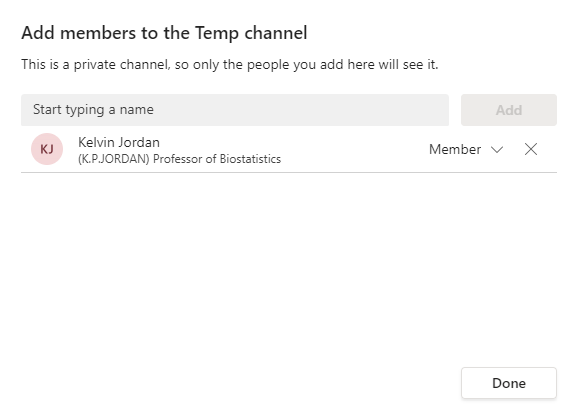 Add members to the Temp channel
This is a private channel, so only the people you add here will see it.
Start typing a name
Add
KJ
Kelvin Jordan
Member
(K.P.JORDAN) Professor of Biostatistics
Done